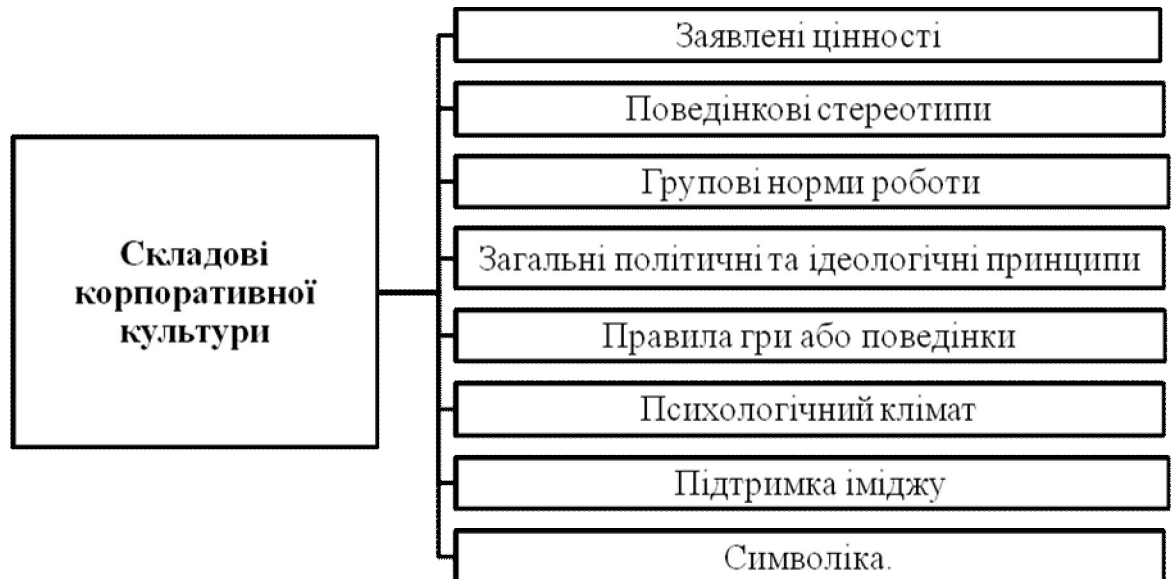 Складові
корпоративної
культури
Заявлені цінності
Поведінкові стереотипи
Групові норми роботи
Загальні політичні та ідеологічні принципи
Правила гри або поведінки
Психологічний клімат
Підтримка іміджу
Символіка.